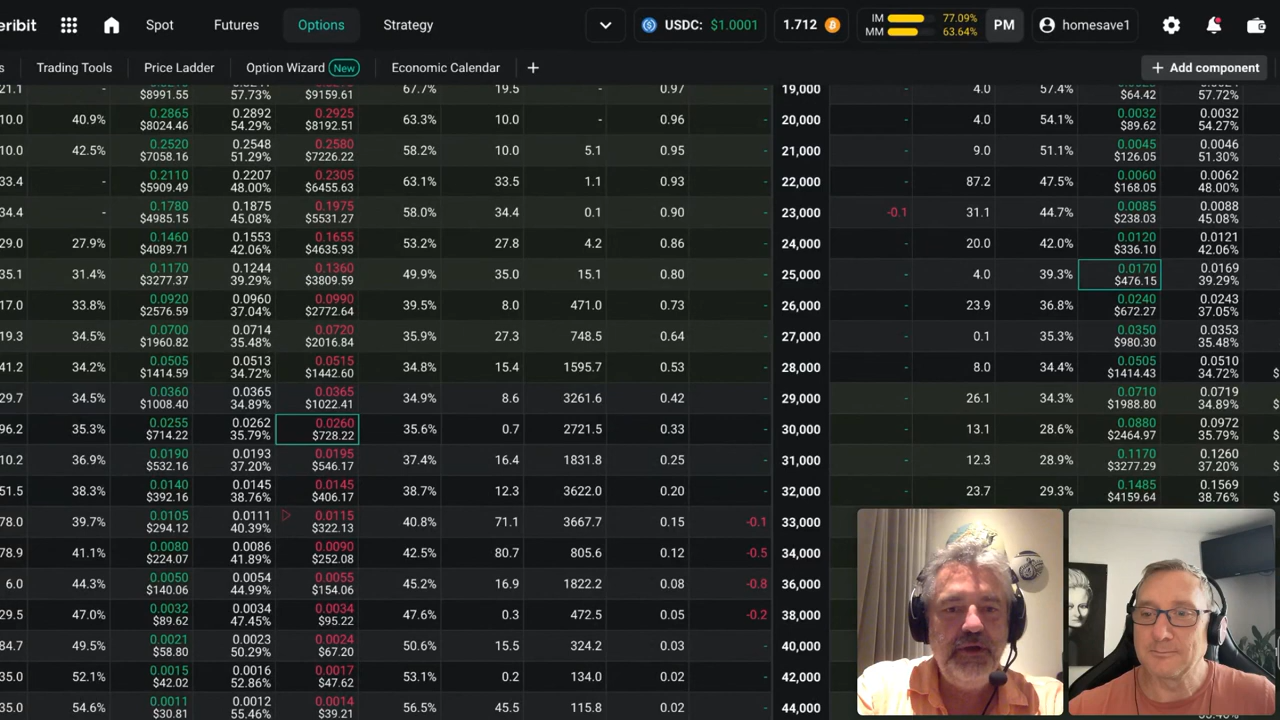 eribit Spot Futures Options Strategy USDC: $1.0001 1.712 IM 77.09% PM homesave1
MM 63.64%
s Trading Tools Price Ladder Option Wizard New Economic Calendar + + Add component
21.1 $8991.55 57.73% $9159.61 67.7% 19.5 - 0.97 - 19,000 - 4.0 57.4% $64.42 57.72%
10.0 40.9% 0.2865 0.2892 0.2925 63.3% 10.0 - 0.96 - 20,000 - 4.0 54.1% 0.0032 0.0032
$8024.46 54.29% $8192.51 $89.62 54.27%
10.0 42.5% 0.2520 0.2548 0.2580 58.2% 10.0 5.1 0.95 - 21,000 - 9.0 51.1% 0.0045 0.0046
$7058.16 51.29% $7226.22 $126.05 51.30%
33.4 - 0.2110 0.2207 0.2305 63.1% 33.5 1.1 0.93 - 22,000 - 87.2 47.5% 0.0060 0.0062
$5909.49 48.00% $6455.63 $168.05 48.00%
34.4 - 0.1780 0.1875 0.1975 58.0% 34.4 0.1 0.90 - 23,000 -0.1 31.1 44.7% 0.0085 0.0088
$4985.15 45.08% $5531.27 $238.03 45.08%
29.0 27.9% 0.1460 0.1553 0.1655 53.2% 27.8 4.2 0.86 - 24,000 - 20.0 42.0% 0.0120 0.0121
$4089.71 42.06% $4635.93 $336.10 42.06%
35.1 31.4% 0.1170 0.1244 0.1360 49.9% 35.0 15.1 0.80 - 25,000 - 4.0 39.3% 0.0170 0.0169
$3277.37 39.29% $3809.59 $476.15 39.29%
17.0 33.8% 0.0920 0.0960 0.0990 39.5% 8.0 471.0 0.73 - 26,000 - 23.9 36.8% 0.0240 0.0243
$2576.59 37.04% $2772.64 $672.27 37.05%
19.3 34.5% 0.0700 0.0714 0.0720 35.9% 27.3 748.5 0.64 - 27,000 - 0.1 35.3% 0.0350 0.0353
$1960.82 35.48% $2016.84 $980.30 35.48%
41.2 34.2% 0.0505 0.0513 0.0515 34.8% 15.4 1595.7 0.53 - 28,000 - 8.0 34.4% 0.0505 0.0510
$1414.59 34.72% $1442.60 $1414.43 34.72% $
29.7 34.5% 0.0360 0.0365 0.0365 34.9% 8.6 3261.6 0.42 - 29,000 - 26.1 34.3% 0.0710 0.0719
$1008.40 34.89% $1022.41 $1988.80 34.89% $
96.2 35.3% 0.0255 0.0262 0.0260 35.6% 0.7 2721.5 0.33 - 30,000 - 13.1 28.6% 0.0880 0.0972
$714.22 35.79% $728.22 $2464.97 35.79% $
10.2 36.9% 0.0190 0.0193 0.0195 37.4% 16.4 1831.8 0.25 - 31,000 - 12.3 28.9% 0.1170 0.1260
$532.16 37.20% $546.17 $3277.29 37.20% $
51.5 38.3% 0.0140 0.0145 0.0145 38.7% 12.3 3622.0 0.20 - 32,000 - 23.7 29.3% 0.1485 0.1569
$392.16 38.76% $406.17 $4159.64 38.76% $
78.0 39.7% 0.0105 0.0111 0.0115 40.8% 71.1 3667.7 0.15 -0.1 33,000
$294.12 40.39% $322.13
78.9 41.1% 0.0080 0.0086 0.0090 42.5% 80.7 805.6 0.12 -0.5 34,000
$224.07 41.89% $252.08
6.0 44.3% 0.0050 0.0054 0.0055 45.2% 16.9 1822.2 0.08 -0.8 36,000
$140.06 44.99% $154.06
29.5 47.0% 0.0032 0.0034 0.0034 47.6% 0.3 472.5 0.05 -0.2 38,000
$89.62 47.45% $95.22
84.7 49.5% 0.0021 0.0023 0.0024 50.6% 15.5 324.2 0.03 - 40,000
$58.80 50.29% $67.20
35.0 52.1% 0.0015 0.0016 0.0017 53.1% 0.2 134.0 0.02 - 42,000
$42.02 52.86% $47.62
35.0 54.6% 0.0011 0.0012 0.0014 56.5% 45.5 115.8 0.02 - 44,000
$30.81 55.46% $39.21